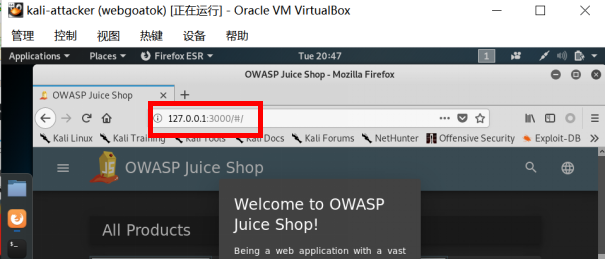 kali-attacker (webgoatok) [正在运行] - Oracle VM VirtualBox
管理 控制 视图 热键 设备 帮助
Applications Places Firefox ESR Tue 20:47 1
OWASP Juice Shop - Mozilla Firefox
OWASP Juice Shop
127.0.0.1:3000/#/
Kali Linux Kali Training Kali Tools Kali Docs Kali Forums NetHunter Offensive Security Exploit-DB
OWASP Juice Shop
Welcome to OWASP
Juice Shop!
All Products
Being a web application with a vast